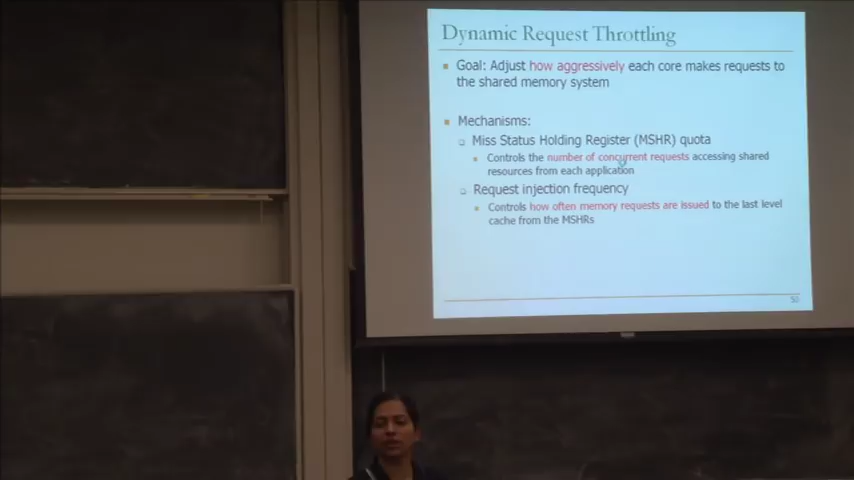 Dynamic Request Throttling
Goal: Adjust how aggressively each core makes requests to
the shared memory system
Mechanisms:
Miss Status Holding Register (MSHR) quota
Controls the number of concurrent requests accessing shared
resources from each application
Request injection frequency
Controls how often memory requests are issued to the last level
cache from the MSHRs
50